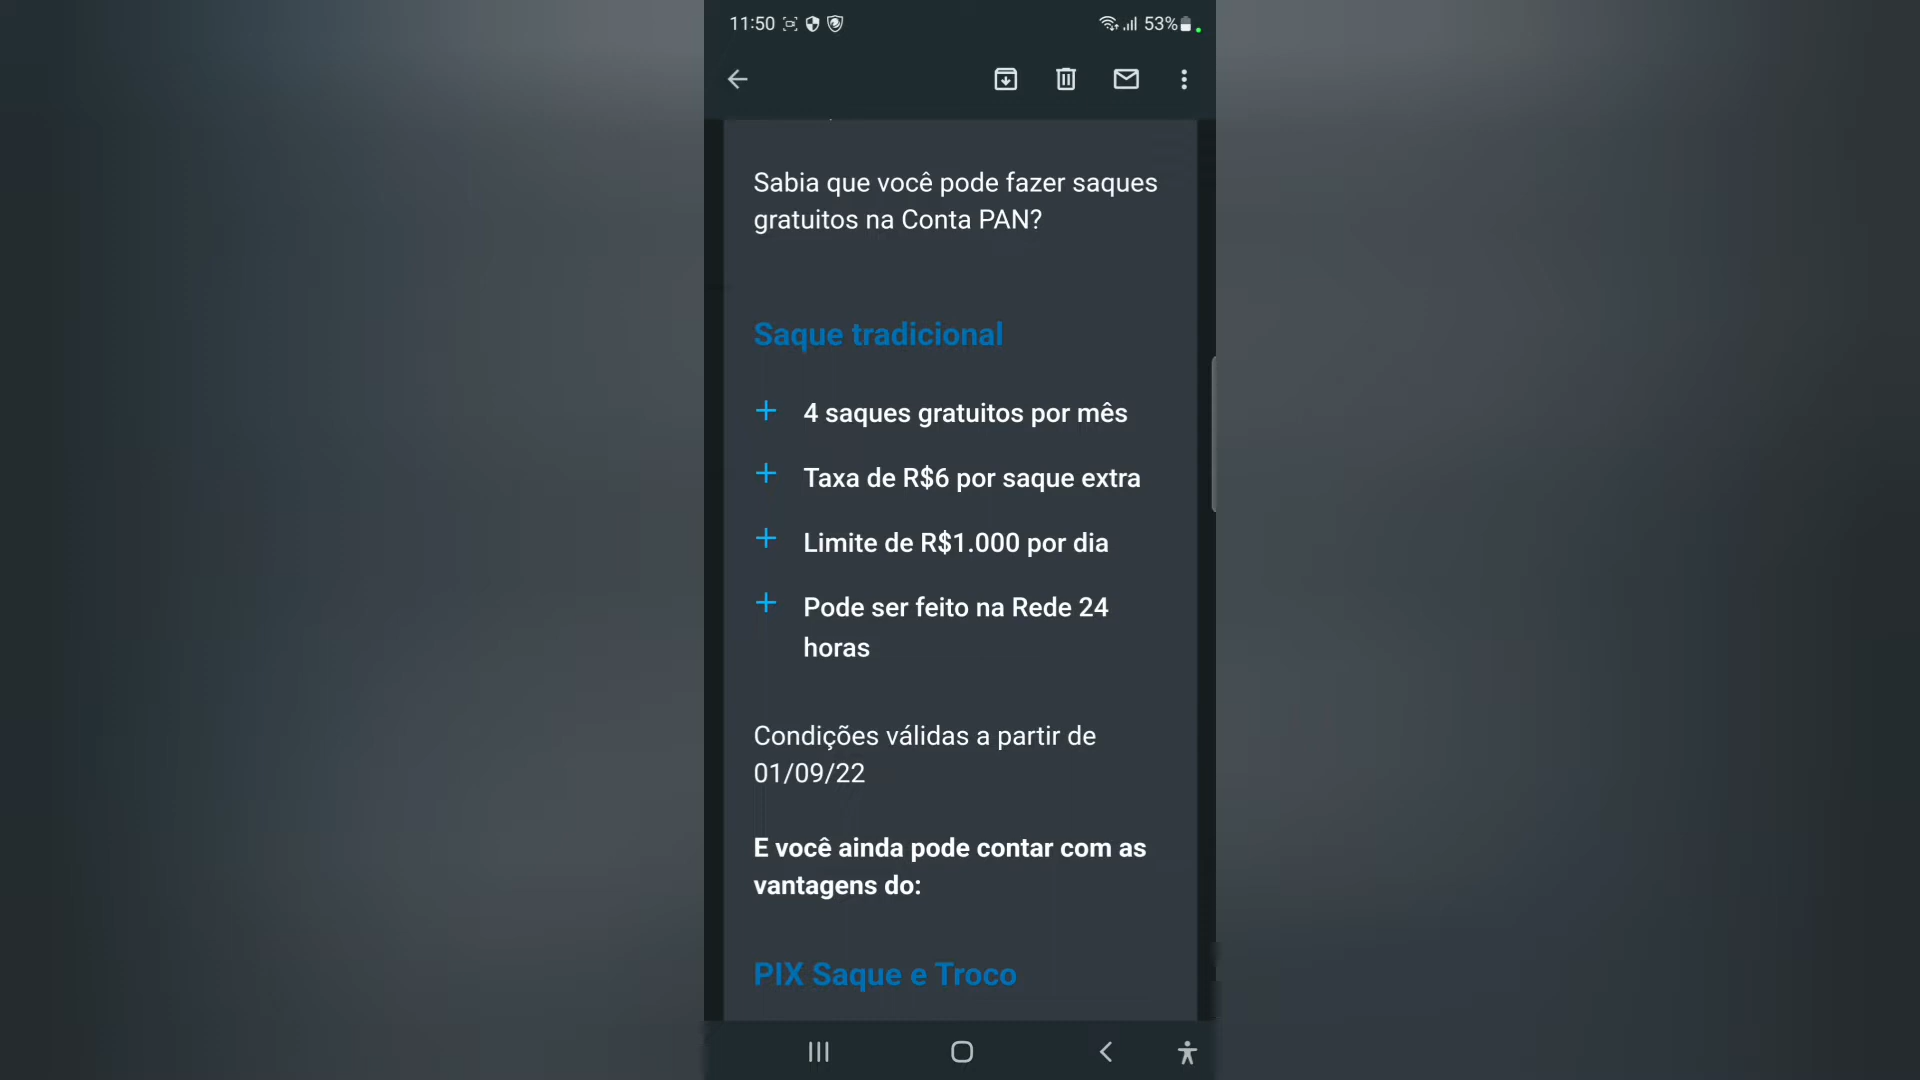 11:50
53%
Sabia que você pode fazer saques
gratuitos na Conta PAN?
Saque tradicional
+ 4 saques gratuitos por mês
+ Taxa de R$6 por saque extra
+ Limite de R$1.000 por dia
+ Pode ser feito na Rede 24
horas
Condições válidas a partir de
01/09/22
E você ainda pode contar com as
vantagens do:
PIX Saque e Troco